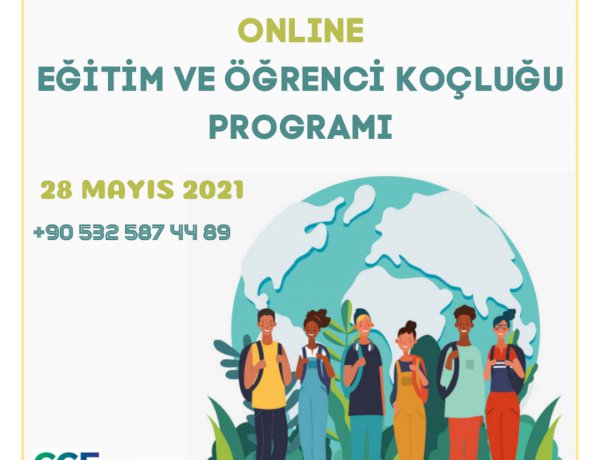 ONLINE
EĞİTİM VE ÖĞRENCİ KOÇLUĞU
PROGRAMI
28 MAYIS 2021
+90 532 587 44 89